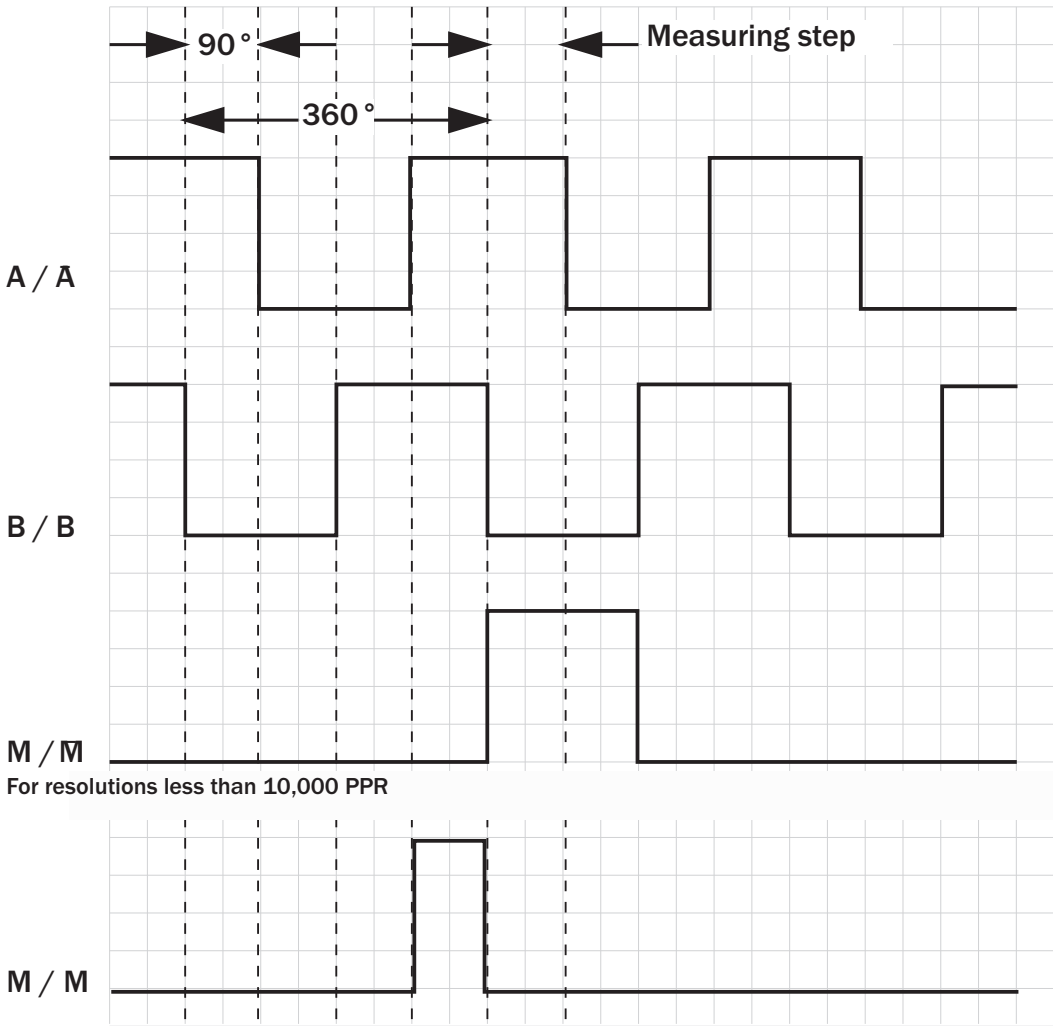 90°
Measuring step
360°
A / Ā
B / B
M / M̄
For resolutions less than 10,000 PPR
M / M